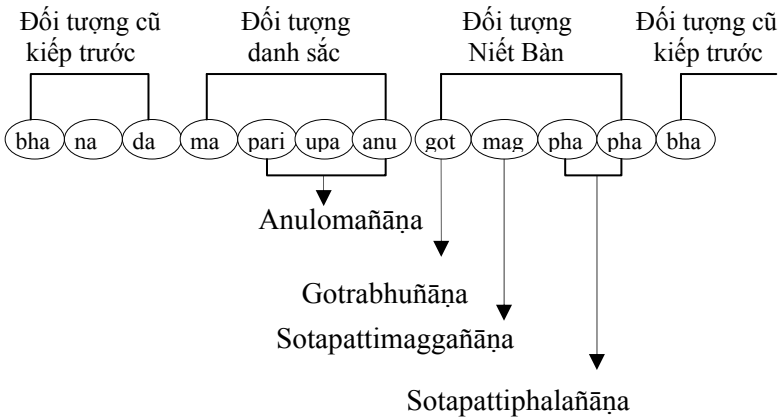 Đối tượng cũ
kiếp trước
Đối tượng
danh sắc
Đối tượng
Niết Bàn
Đối tượng cũ
kiếp trước
bha na da ma pari upa anu got mag pha pha bha
Anulomañāṇa
Gotrabhuñāṇa
Sotapattimaggañāṇa
Sotapattiphalañāṇa